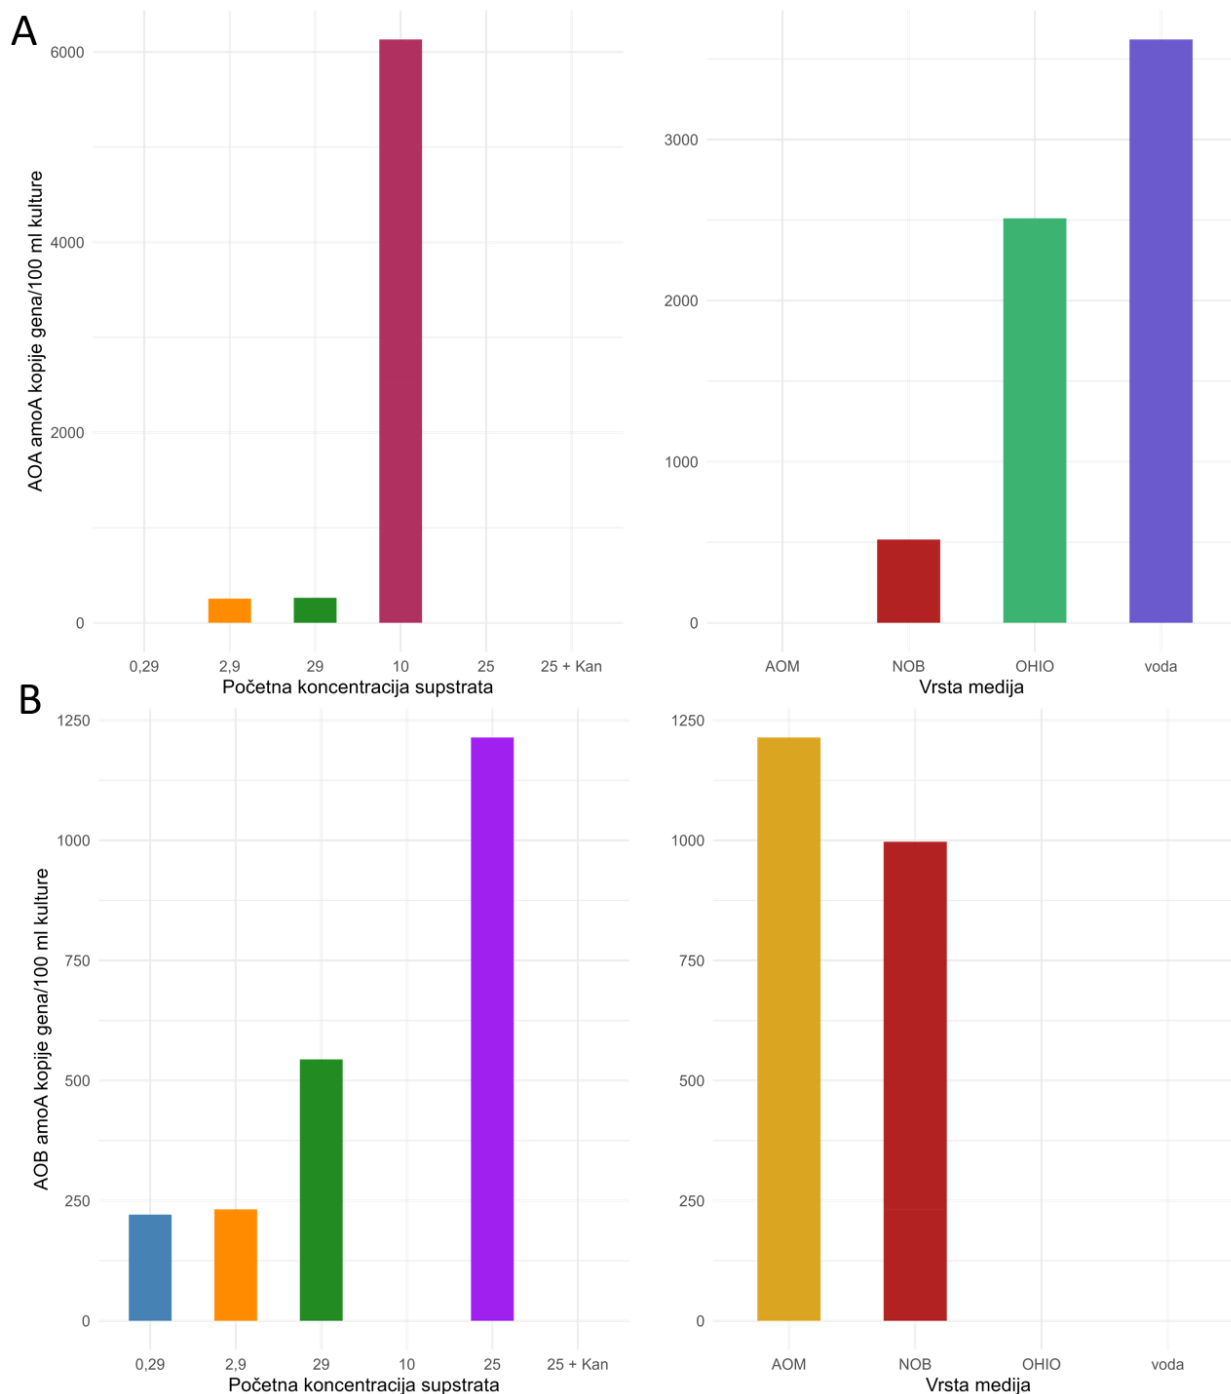 A
AOA amoA kopije gena/100 ml kulture
6000
4000
2000
0
0,29 2,9 29 10 25 25 + Kan
Početna koncentracija supstrata
3000
2000
1000
0
AOM NOB OHIO voda
Vrsta medija
B
AOB amoA kopije gena/100 ml kulture
1250
1000
750
500
250
0
0,29 2,9 29 10 25 25 + Kan
Početna koncentracija supstrata
1250
1000
750
500
250
0
AOM NOB OHIO voda
Vrsta medija